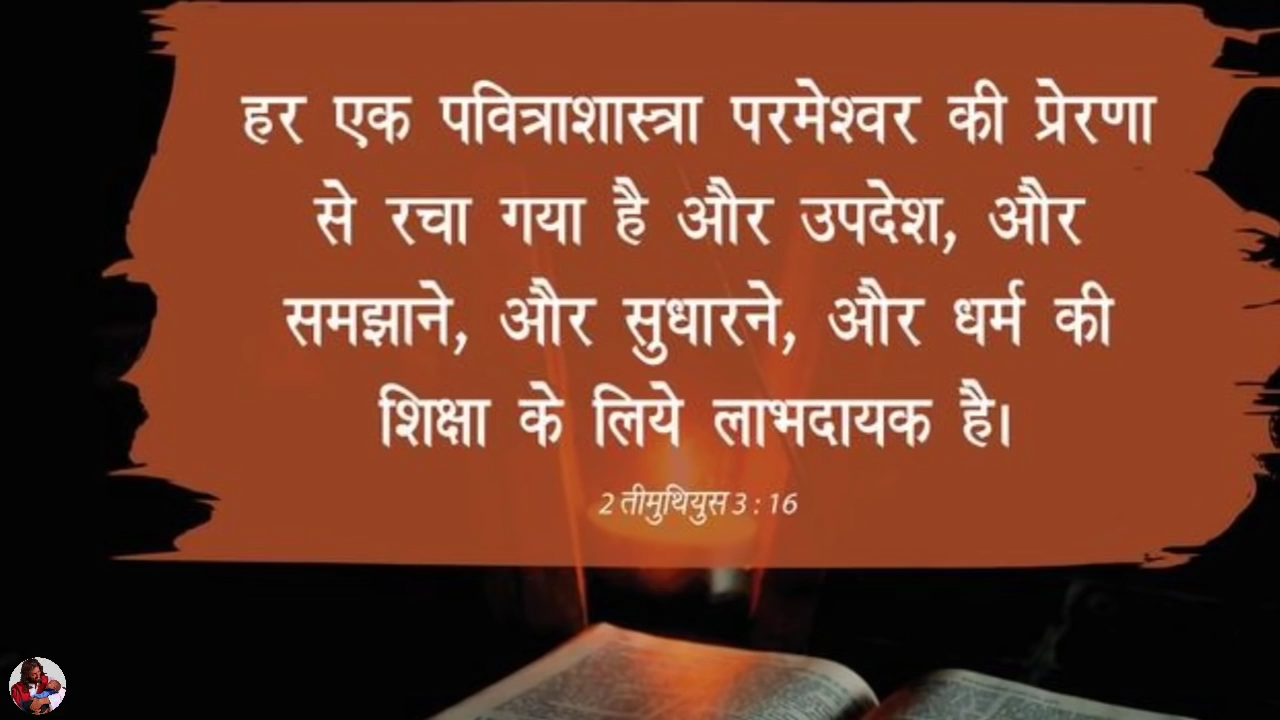 हर एक पवित्राशास्त्रा परमेश्वर की प्रेरणा
से रचा गया है और उपदेश, और
समझाने, और सुधारने, और धर्म की
शिक्षा के लिये लाभदायक है।
2 तीमुथियुस 3 : 16